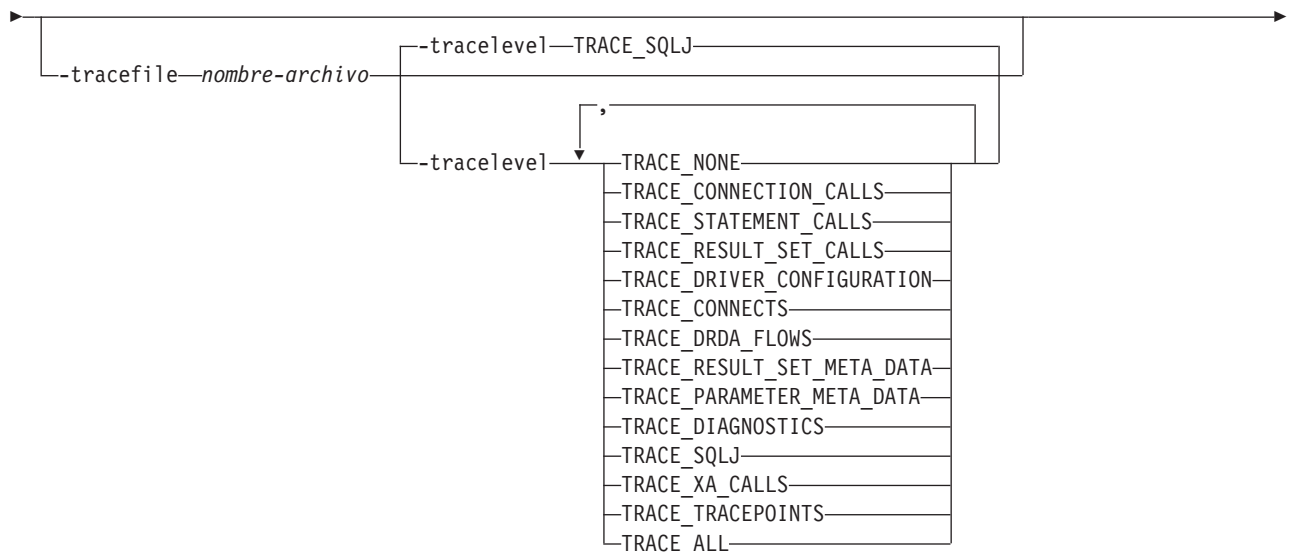 -tracelevel TRACE_SQLJ
-tracefile nombre-archivo
,
-tracelevel TRACE_NONE
TRACE_CONNECTION_CALLS
TRACE_STATEMENT_CALLS
TRACE_RESULT_SET_CALLS
TRACE_DRIVER_CONFIGURATION
TRACE_CONNECTS
TRACE_DRDA_FLOWS
TRACE_RESULT_SET_META_DATA
TRACE_PARAMETER_META_DATA
TRACE_DIAGNOSTICS
TRACE_SQLJ
TRACE_XA_CALLS
TRACE_TRACEPOINTS
TRACE_ALL